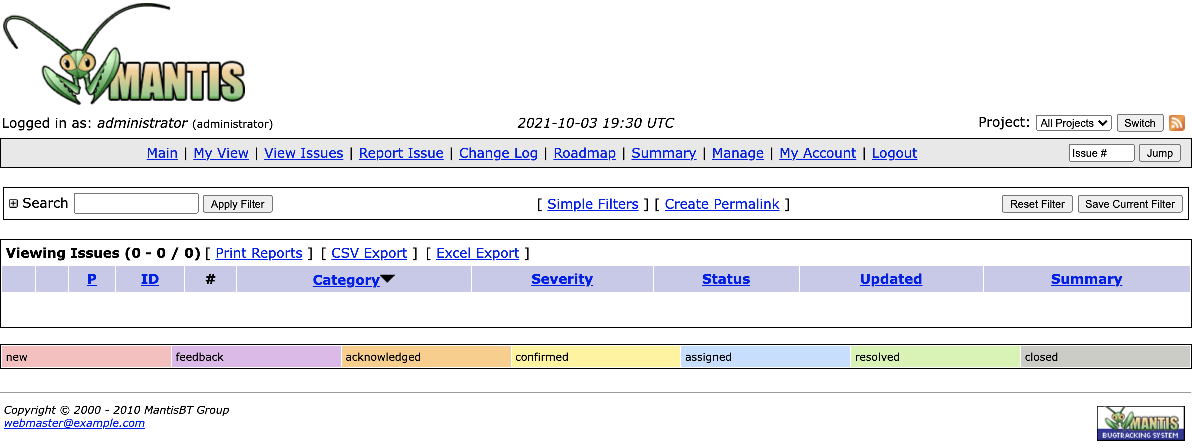 MANTIS
Logged in as: administrator (administrator) 2021-10-03 19:30 UTC Project: All Projects Switch
Main | My View | View Issues | Report Issue | Change Log | Roadmap | Summary | Manage | My Account | Logout Issue # Jump
Search Apply Filter [ Simple Filters ] [ Create Permalink ] Reset Filter Save Current Filter
Viewing Issues (0 - 0 / 0) [ Print Reports ] [ CSV Export ] [ Excel Export ]
P ID # Category Severity Status Updated Summary
new feedback acknowledged confirmed assigned resolved closed
Copyright © 2000 - 2010 MantisBT Group
webmaster@example.com
MANTIS
BUGTRACKING SYSTEM